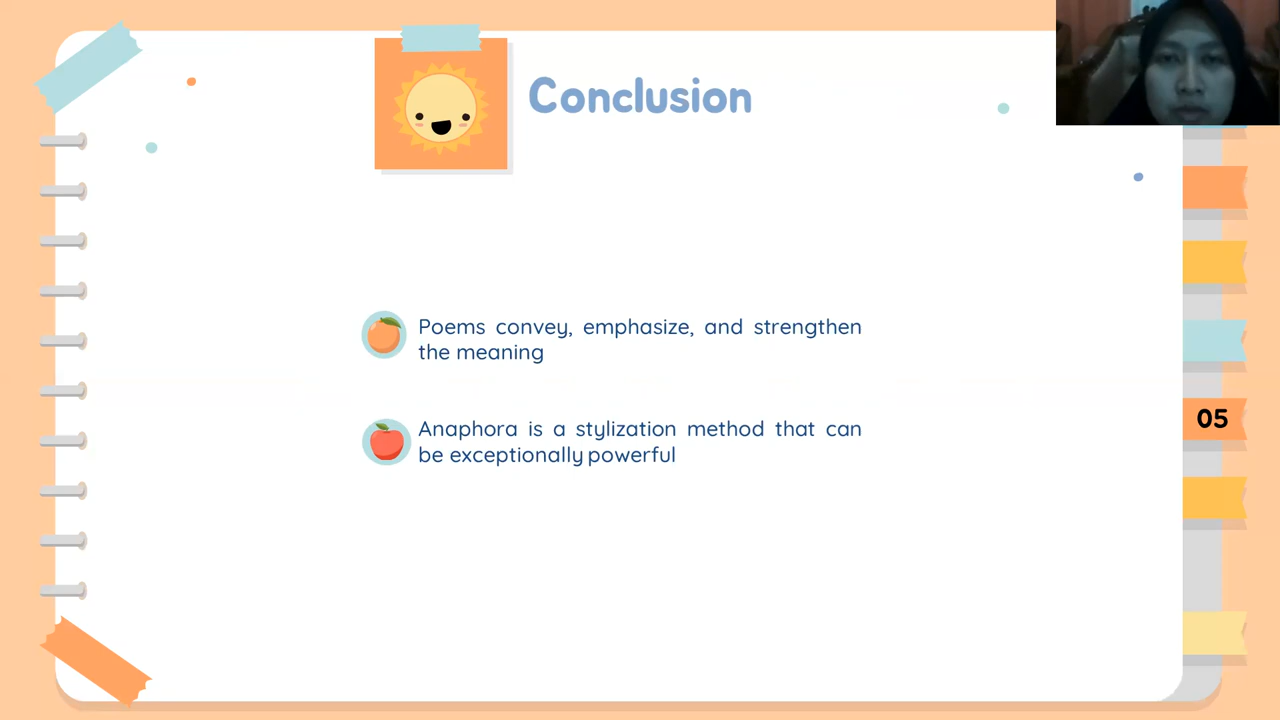 Conclusion
Poems convey, emphasize, and strengthen
the meaning
Anaphora is a stylization method that can
be exceptionally powerful
05